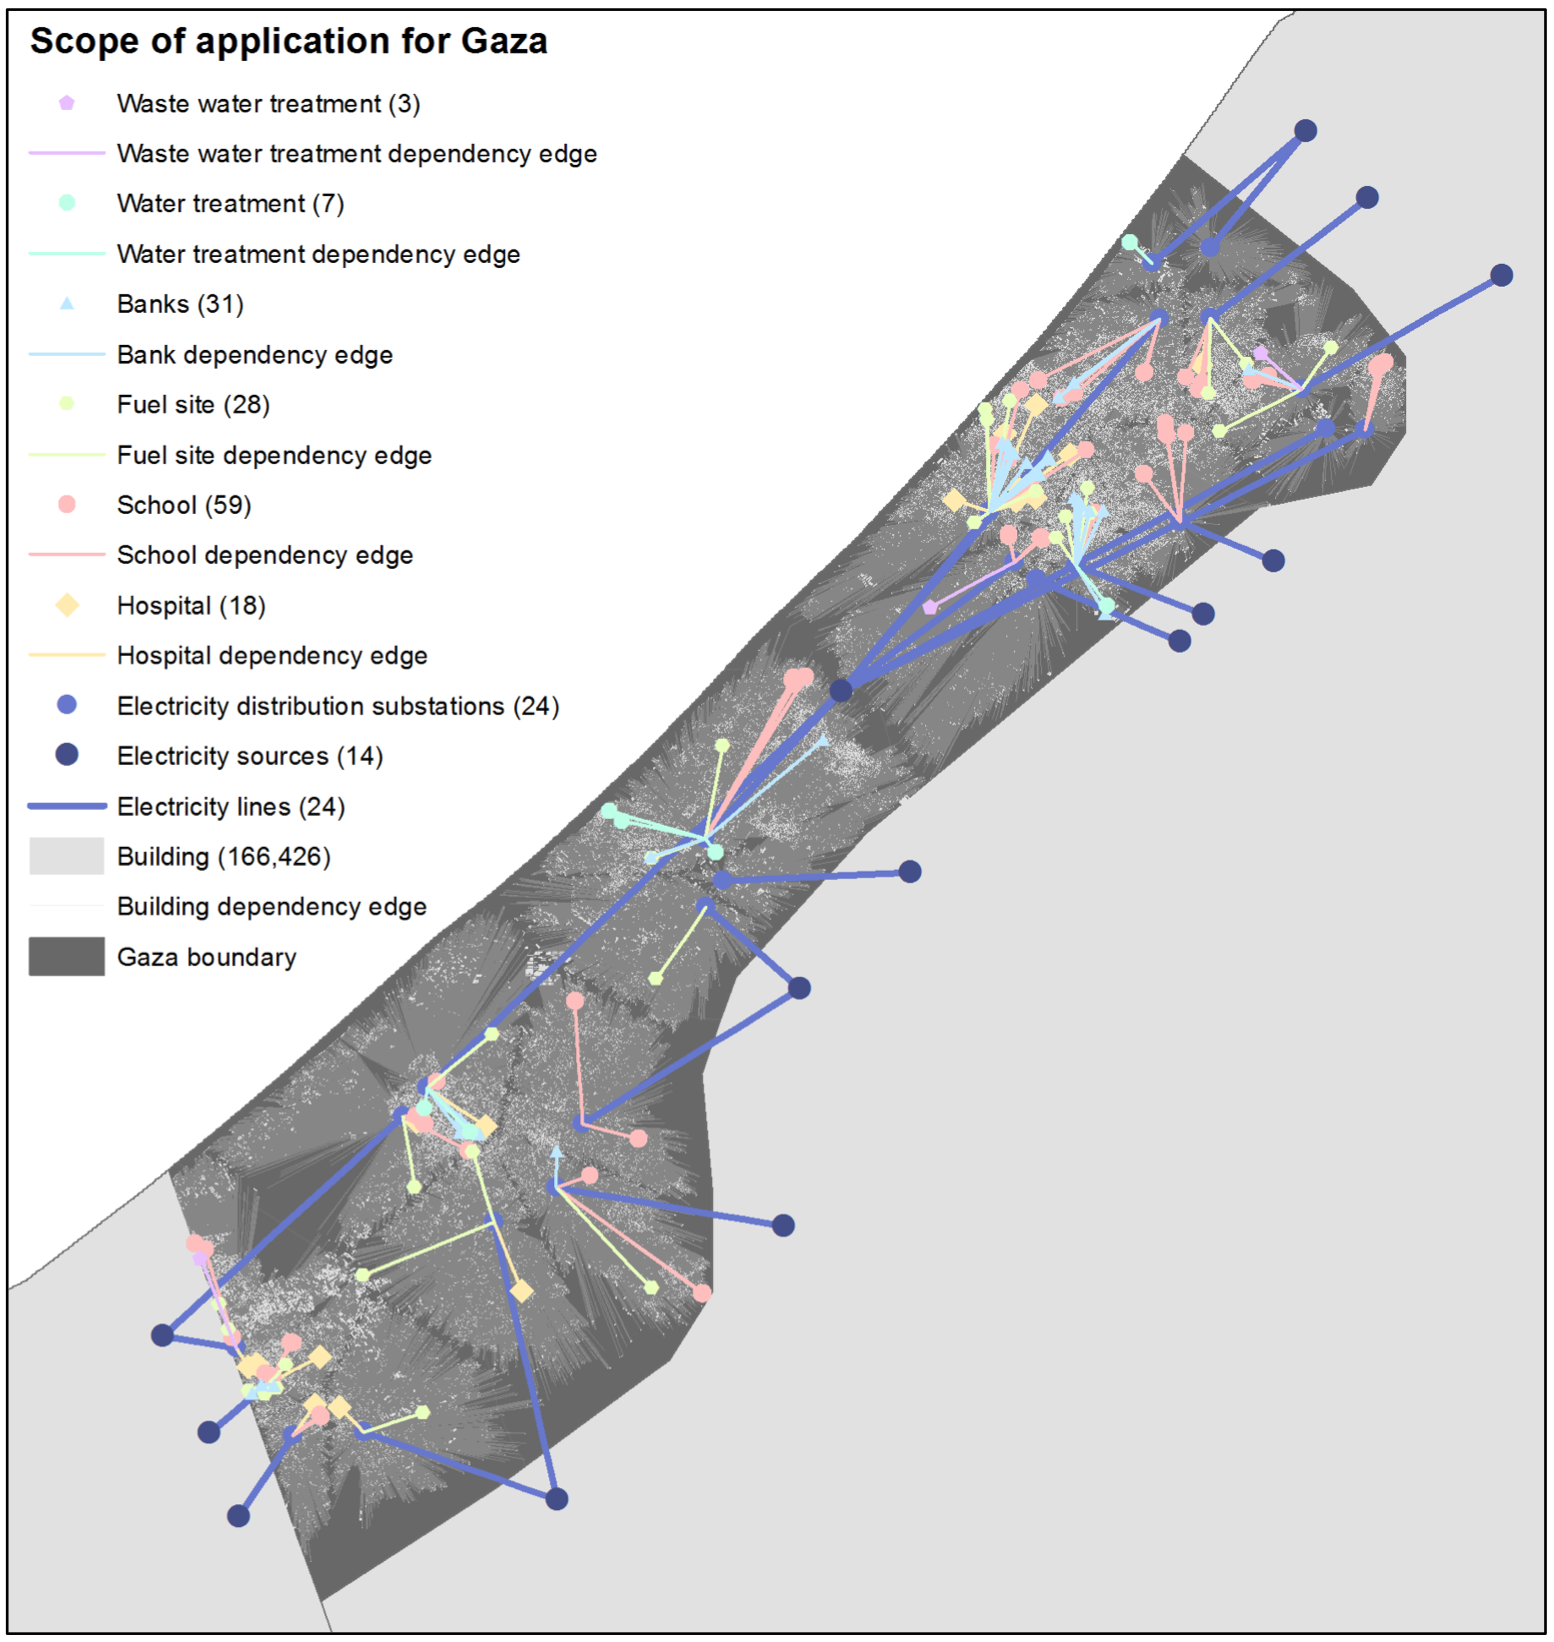 Scope of application for Gaza
Waste water treatment (3)
Waste water treatment dependency edge
Water treatment (7)
Water treatment dependency edge
Banks (31)
Bank dependency edge
Fuel site (28)
Fuel site dependency edge
School (59)
School dependency edge
Hospital (18)
Hospital dependency edge
Electricity distribution substations (24)
Electricity sources (14)
Electricity lines (24)
Building (166,426)
Building dependency edge
Gaza boundary